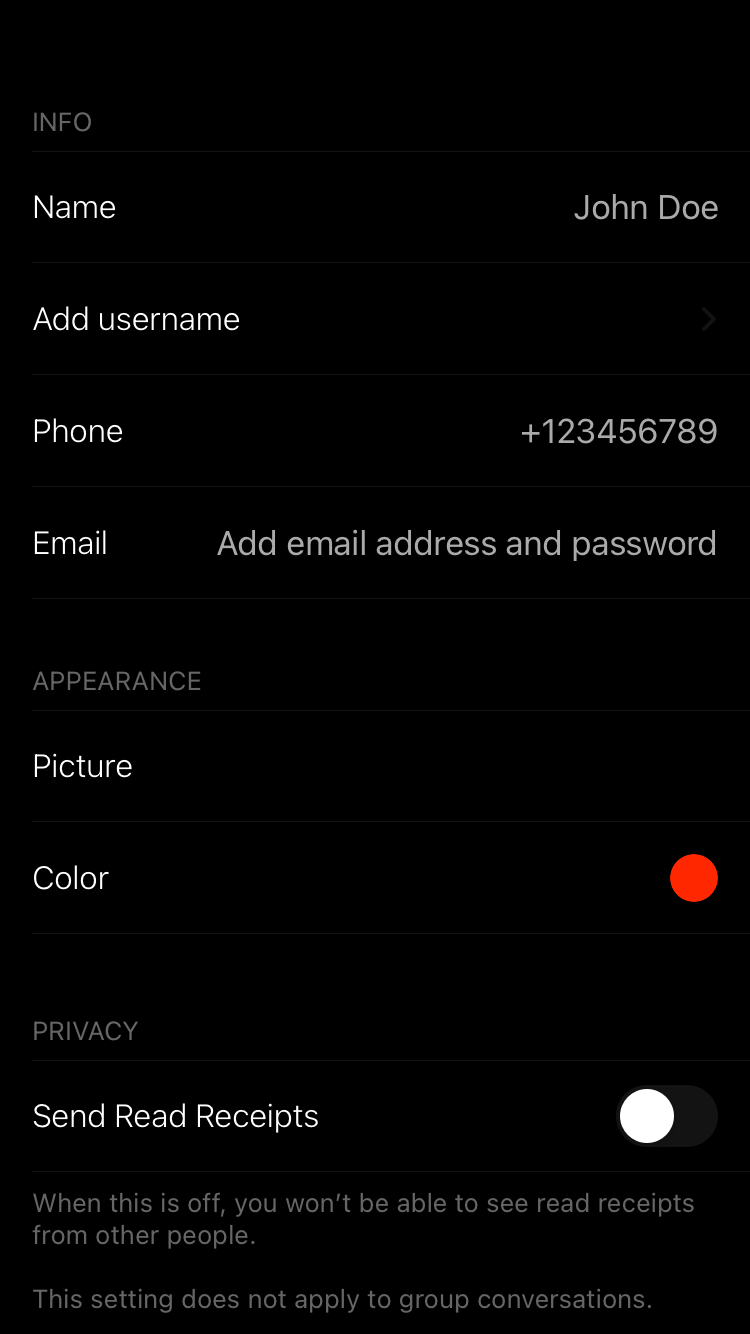 INFO
Name John Doe
Add username
Phone +123456789
Email Add email address and password
APPEARANCE
Picture
Color
PRIVACY
Send Read Receipts
When this is off, you won’t be able to see read receipts
from other people.
This setting does not apply to group conversations.